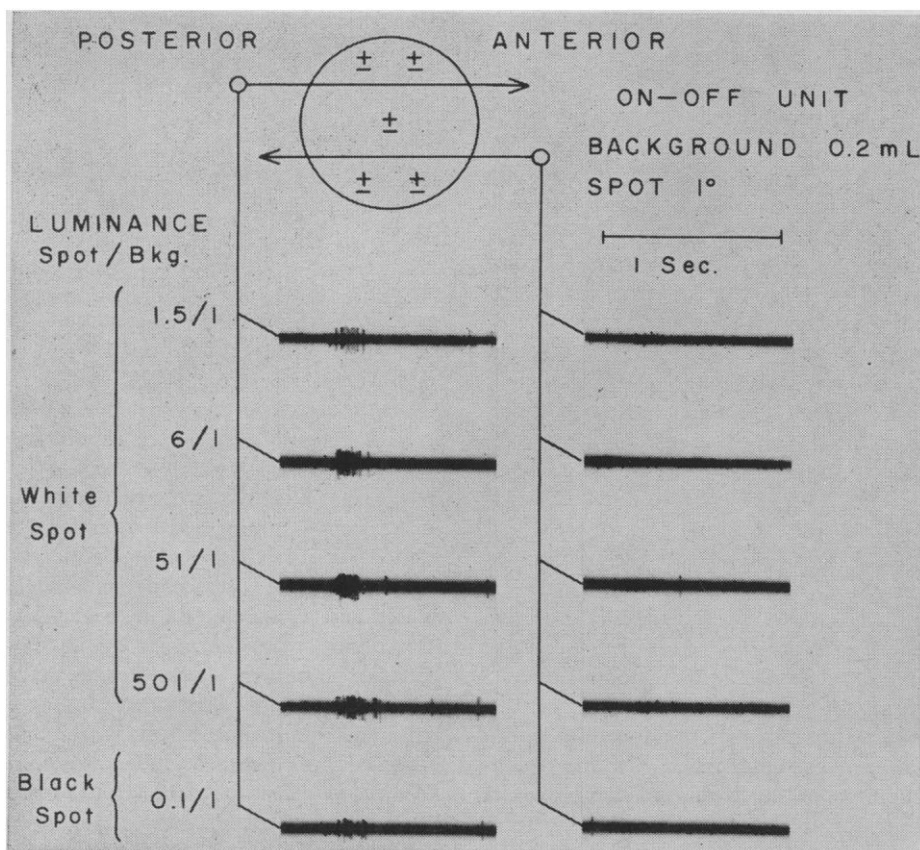 POSTERIOR ANTERIOR
± ±
±
± ±
ON–OFF UNIT
BACKGROUND 0.2 mL
SPOT 1°
1 Sec.
LUMINANCE
Spot/Bkg.
White
Spot
1.5/1
6/1
51/1
501/1
Black
Spot
0.1/1